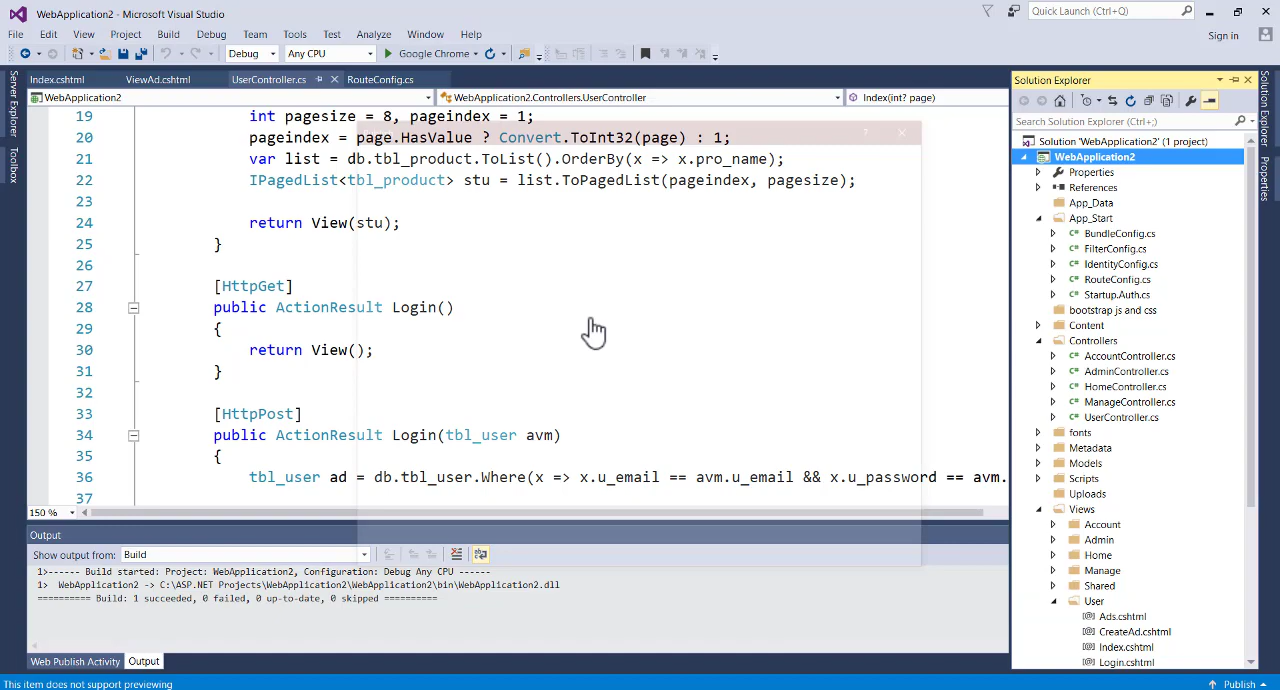 WebApplication2 - Microsoft Visual Studio
Quick Launch (Ctrl+Q)
File Edit View Project Build Debug Team Tools Test Analyze Window Help
Sign in
Debug Any CPU Google Chrome
Index.cshtml ViewAd.cshtml UserController.cs RouteConfig.cs
WebApplication2 WebApplication2.Controllers.UserController Index(int? page)
Server Explorer
Toolbox
19 int pagesize = 8, pageindex = 1;
20 pageindex = page.HasValue ? Convert.ToInt32(page) : 1;
21 var list = db.tbl_product.ToList().OrderBy(x => x.pro_name);
22 IPagedList<tbl_product> stu = list.ToPagedList(pageindex, pagesize);
23
24 return View(stu);
25 }
26
27 [HttpGet]
28 public ActionResult Login()
29 {
30 return View();
31 }
32
33 [HttpPost]
34 public ActionResult Login(tbl_user avm)
35 {
36 tbl_user ad = db.tbl_user.Where(x => x.u_email == avm.u_email && x.u_password == avm.
37
150 %
Output
Show output from: Build
1>------ Build started: Project: WebApplication2, Configuration: Debug Any CPU ------
1> WebApplication2 -> C:\ASP.NET Projects\WebApplication2\WebApplication2\bin\WebApplication2.dll
========== Build: 1 succeeded, 0 failed, 0 up-to-date, 0 skipped ==========
Web Publish Activity Output
This item does not support previewing
Publish
Solution Explorer
Search Solution Explorer (Ctrl+;)
Solution 'WebApplication2' (1 project)
WebApplication2
Properties
References
App_Data
App_Start
BundleConfig.cs
FilterConfig.cs
IdentityConfig.cs
RouteConfig.cs
Startup.Auth.cs
bootstrap js and css
Content
Controllers
AccountController.cs
AdminController.cs
HomeController.cs
ManageController.cs
UserController.cs
fonts
Metadata
Models
Scripts
Uploads
Views
Account
Admin
Home
Manage
Shared
User
Ads.cshtml
CreateAd.cshtml
Index.cshtml
Login.cshtml
Solution Explorer
Properties